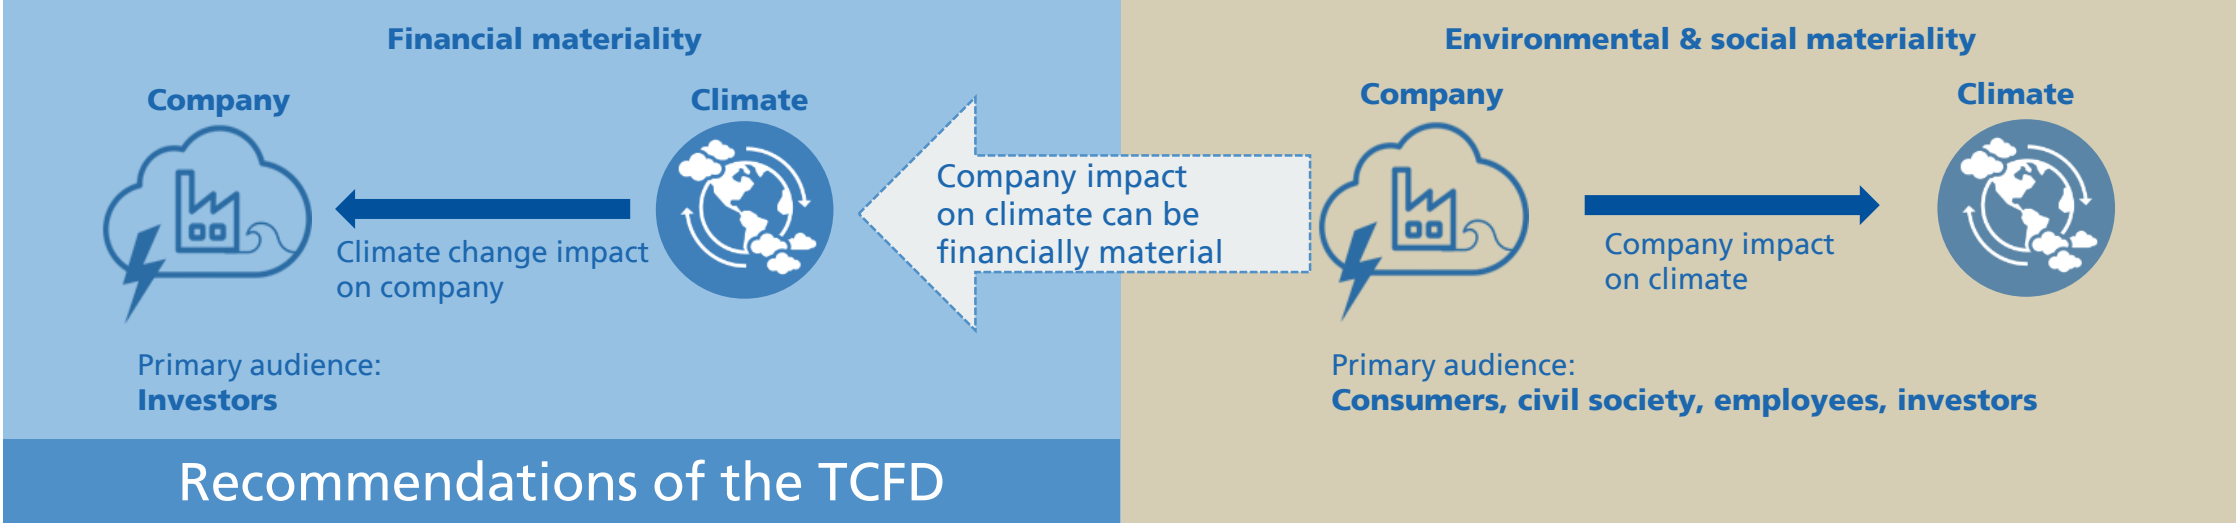 Financial materiality
Company
Climate
Climate change impact
on company
Primary audience:
Investors
Recommendations of the TCFD
Company impact
on climate can be
financially material
Environmental & social materiality
Company
Climate
Company impact
on climate
Primary audience:
Consumers, civil society, employees, investors